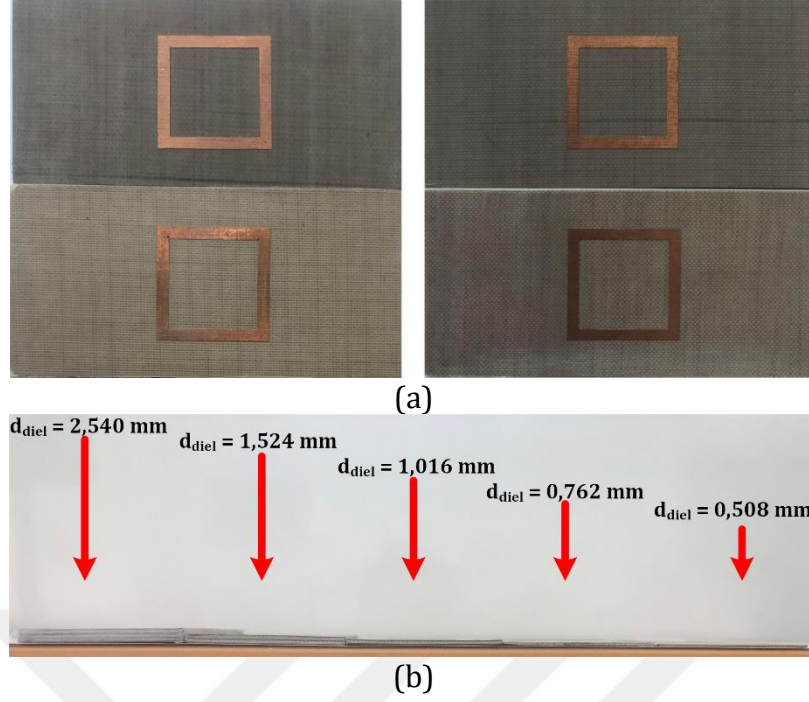 (a)
d_diel = 2,540 mm
d_diel = 1,524 mm
d_diel = 1,016 mm
d_diel = 0,762 mm
d_diel = 0,508 mm
(b)